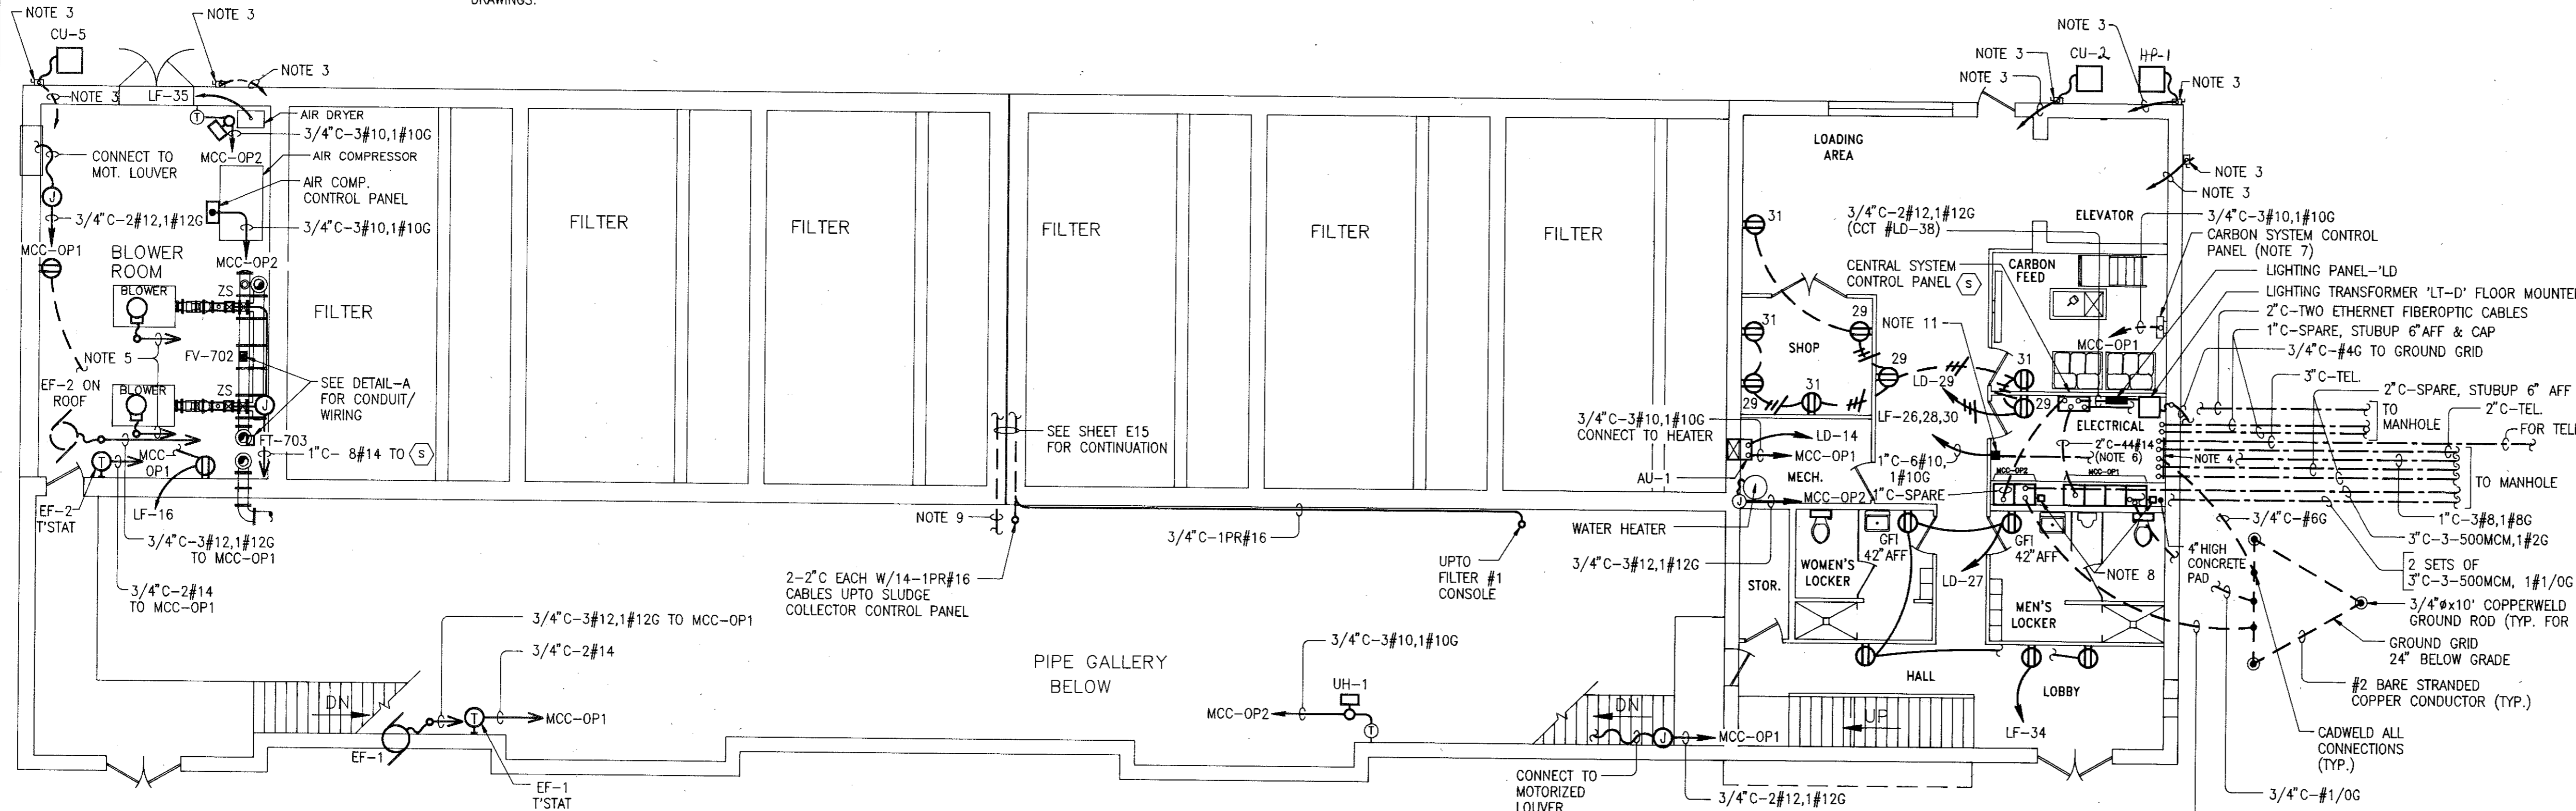 DRAWINGS.
NOTE 3
CU-5
NOTE 3
NOTE 3
NOTE 3
LF-35
T
AIR DRYER
3/4"C-3#10,1#10G
MCC-OP2
AIR COMPRESSOR
CONNECT TO
MOT. LOUVER
AIR COMP.
CONTROL PANEL
J
3/4"C-2#12,1#12G
3/4"C-3#10,1#10G
MCC-OP1
BLOWER
ROOM
MCC-OP2
BLOWER
ZS
NOTE 5
FV-702
EF-2 ON
ROOF
BLOWER
ZS
J
SEE DETAIL-A
FOR CONDUIT/
WIRING
FT-703
T
MCC-
OP1
1"C- 8#14 TO S
EF-2
T'STAT
LF-16
3/4"C-3#12,1#12G
TO MCC-OP1
3/4"C-2#14
TO MCC-OP1
FILTER
FILTER
FILTER
FILTER
FILTER
FILTER
SEE SHEET E15
FOR CONTINUATION
NOTE 9
3/4"C-1PR#16
2-2"C EACH W/14-1PR#16
CABLES UPTO SLUDGE
COLLECTOR CONTROL PANEL
UPTO
FILTER #1
CONSOLE
3/4"C-3#12,1#12G TO MCC-OP1
3/4"C-2#14
DN
T
MCC-OP1
EF-1
EF-1
T'STAT
PIPE GALLERY
BELOW
3/4"C-3#10,1#10G
UH-1
MCC-OP2
T
DN
J
MCC-OP1
CONNECT TO
MOTORIZED
LOUVER
3/4"C-2#12,1#12G
UP
NOTE 3
NOTE 3
CU-2
HP-1
NOTE 3
NOTE 3
LOADING
AREA
NOTE 3
NOTE 3
31
3/4"C-2#12,1#12G
(CCT #LD-38)
ELEVATOR
3/4"C-3#10,1#10G
CARBON SYSTEM CONTROL
PANEL (NOTE 7)
CENTRAL SYSTEM
CONTROL PANEL S
CARBON
FEED
LIGHTING PANEL-'LD
LIGHTING TRANSFORMER 'LT-D' FLOOR MOUNTE
2"C-TWO ETHERNET FIBEROPTIC CABLES
NOTE 11
31
29
SHOP
MCC-OP1
1"C-SPARE, STUBUP 6"AFF & CAP
3/4"C-#4G TO GROUND GRID
29
31
LD-29
3"C-TEL.
2"C-SPARE, STUBUP 6" AFF
29
31
29
LF-26,28,30
ELECTRICAL
TO
MANHOLE
2"C-TEL.
FOR TEL
3/4"C-3#10,1#10G
CONNECT TO HEATER
LD-14
MCC-OP1
2"C-44#14
(NOTE 6)
NOTE 4
1"C-6#10,
1#10G
AU-1
MECH.
MCC-OP2
MCC-OP1
TO MANHOLE
J
MCC-OP2
1"C-SPARE
WATER HEATER
1"C-3#8,1#8G
3/4"C-#6G
3"C-3-500MCM,1#2G
GFI
42"AFF
GFI
42"AFF
4"HIGH
CONCRETE
PAD
2 SETS OF
3"C-3-500MCM, 1#1/0G
3/4"C-3#12,1#12G
WOMEN'S
LOCKER
STOR.
LD-27
NOTE 8
MEN'S
LOCKER
3/4"øx10' COPPERWELD
GROUND ROD (TYP. FOR
GROUND GRID
24" BELOW GRADE
HALL
LOBBY
#2 BARE STRANDED
COPPER CONDUCTOR (TYP.)
LF-34
CADWELD ALL
CONNECTIONS
(TYP.)
3/4"C-#1/0G